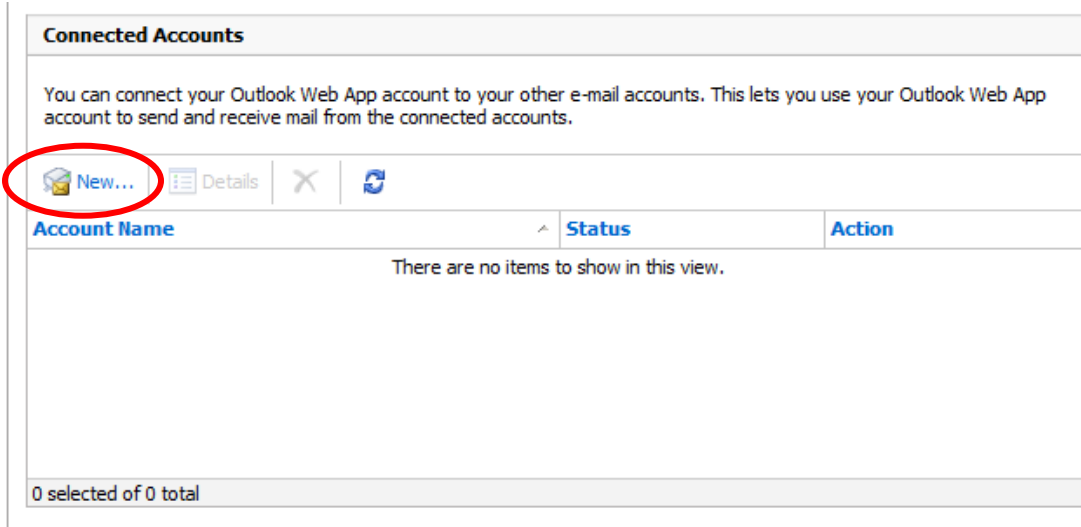 Connected Accounts
You can connect your Outlook Web App account to your other e-mail accounts. This lets you use your Outlook Web App
account to send and receive mail from the connected accounts.
New... Details
Account Name Status Action
There are no items to show in this view.
0 selected of 0 total